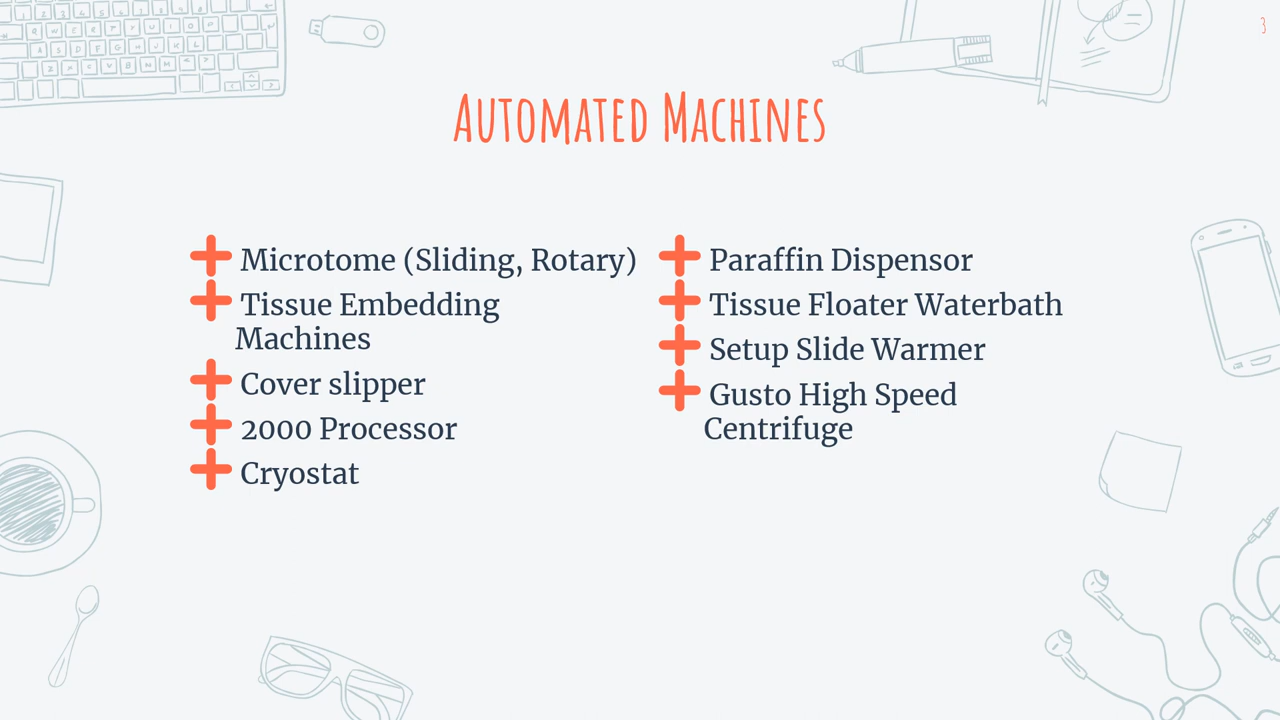 3
Automated Machines
Microtome (Sliding, Rotary)
Tissue Embedding
Machines
Cover slipper
2000 Processor
Cryostat
Paraffin Dispensor
Tissue Floater Waterbath
Setup Slide Warmer
Gusto High Speed
Centrifuge